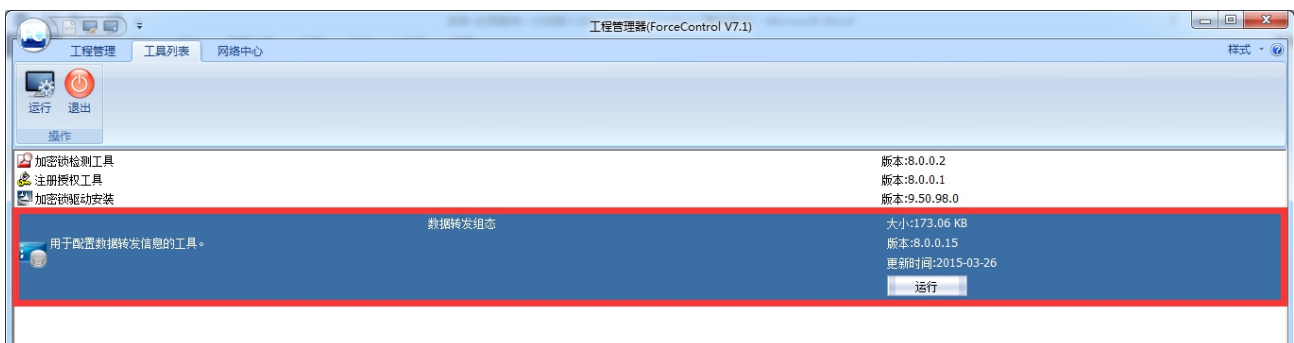 工程管理器(ForceControl V7.1)
工程管理 工具列表 网络中心 样式
运行 退出
操作
加密锁检测工具 版本:8.0.0.2
注册授权工具 版本:8.0.0.1
加密锁驱动安装 版本:9.50.98.0
数据转发组态 大小:173.06 KB
用于配置数据转发信息的工具。 版本:8.0.0.15
更新时间:2015-03-26
运行